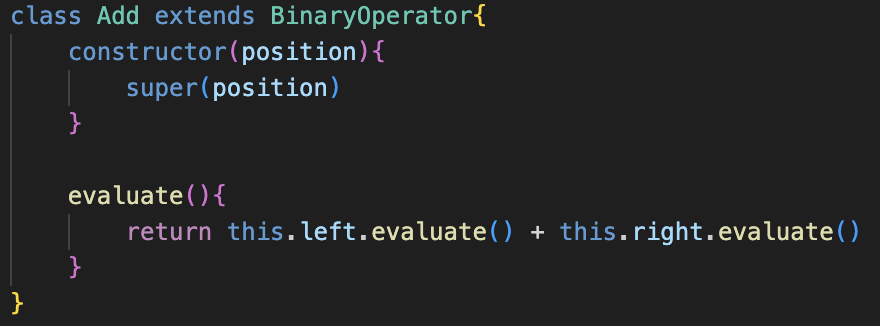 class Add extends BinaryOperator{
    constructor(position){
        super(position)
    }

    evaluate(){
        return this.left.evaluate() + this.right.evaluate()
    }
}